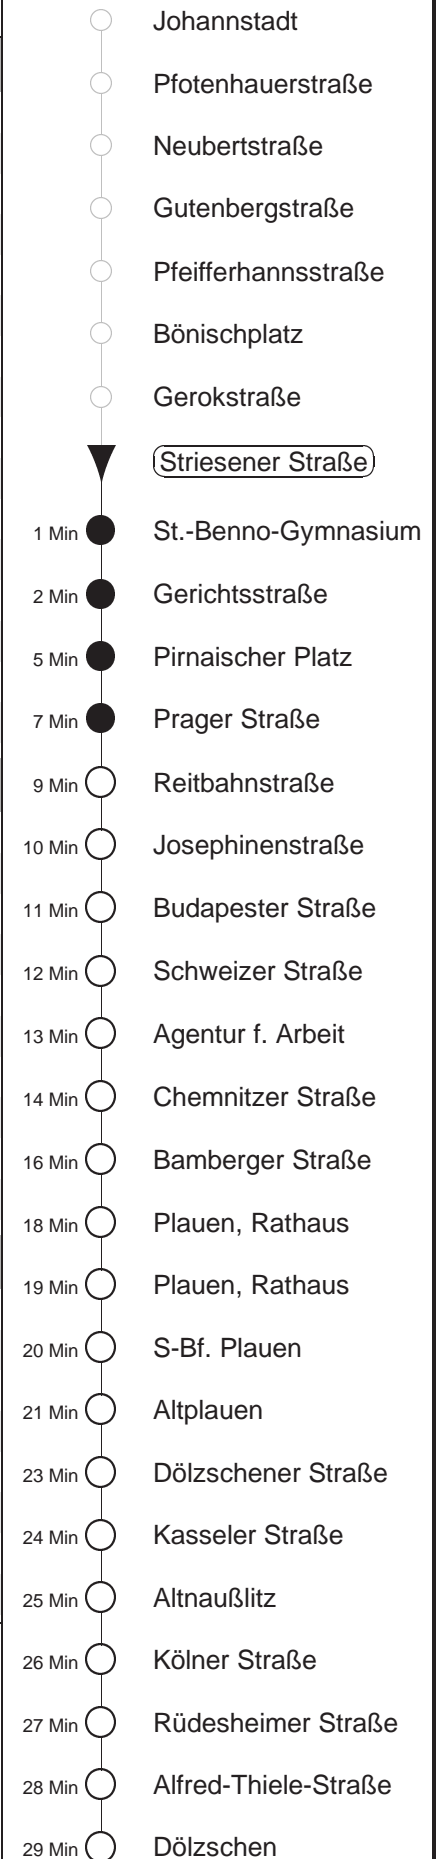 Johannstadt
Pfotenhauerstraße
Neubertstraße
Gutenbergstraße
Pfeifferhannsstraße
Bönischplatz
Gerokstraße
Striesener Straße
1 Min St.-Benno-Gymnasium
2 Min Gerichtsstraße
5 Min Pirnaischer Platz
7 Min Prager Straße
9 Min Reitbahnstraße
10 Min Josephinenstraße
11 Min Budapester Straße
12 Min Schweizer Straße
13 Min Agentur f. Arbeit
14 Min Chemnitzer Straße
16 Min Bamberger Straße
18 Min Plauen, Rathaus
19 Min Plauen, Rathaus
20 Min S-Bf. Plauen
21 Min Altplauen
23 Min Dölzschener Straße
24 Min Kasseler Straße
25 Min Altnaußlitz
26 Min Kölner Straße
27 Min Rüdesheimer Straße
28 Min Alfred-Thiele-Straße
29 Min Dölzschen